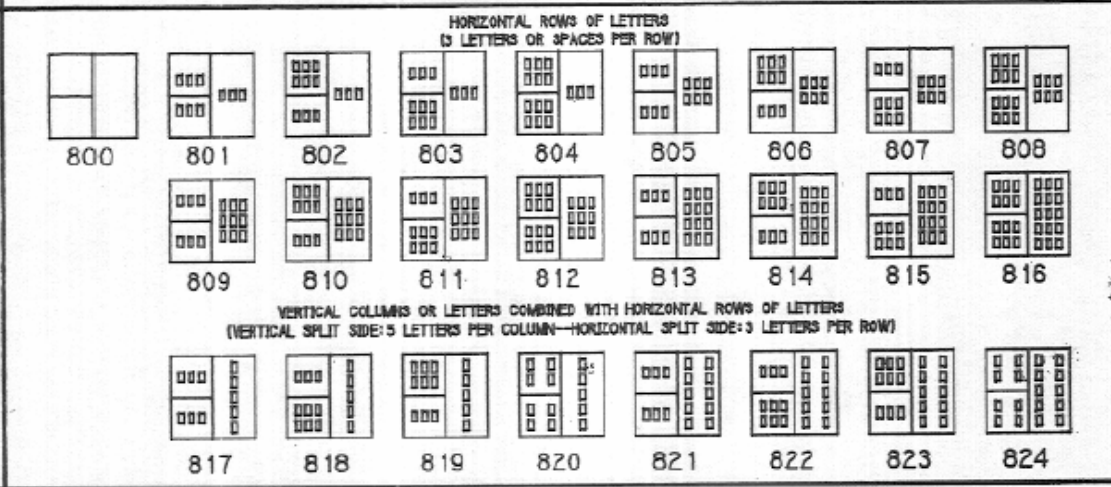 HORIZONTAL ROWS OF LETTERS
(3 LETTERS OR SPACES PER ROW)
800 801 802 803 804 805 806 807 808
809 810 811 812 813 814 815 816
VERTICAL COLUMNS OR LETTERS COMBINED WITH HORIZONTAL ROWS OF LETTERS
(VERTICAL SPLIT SIDE: 5 LETTERS PER COLUMN--HORIZONTAL SPLIT SIDE: 3 LETTERS PER ROW)
817 818 819 820 821 822 823 824